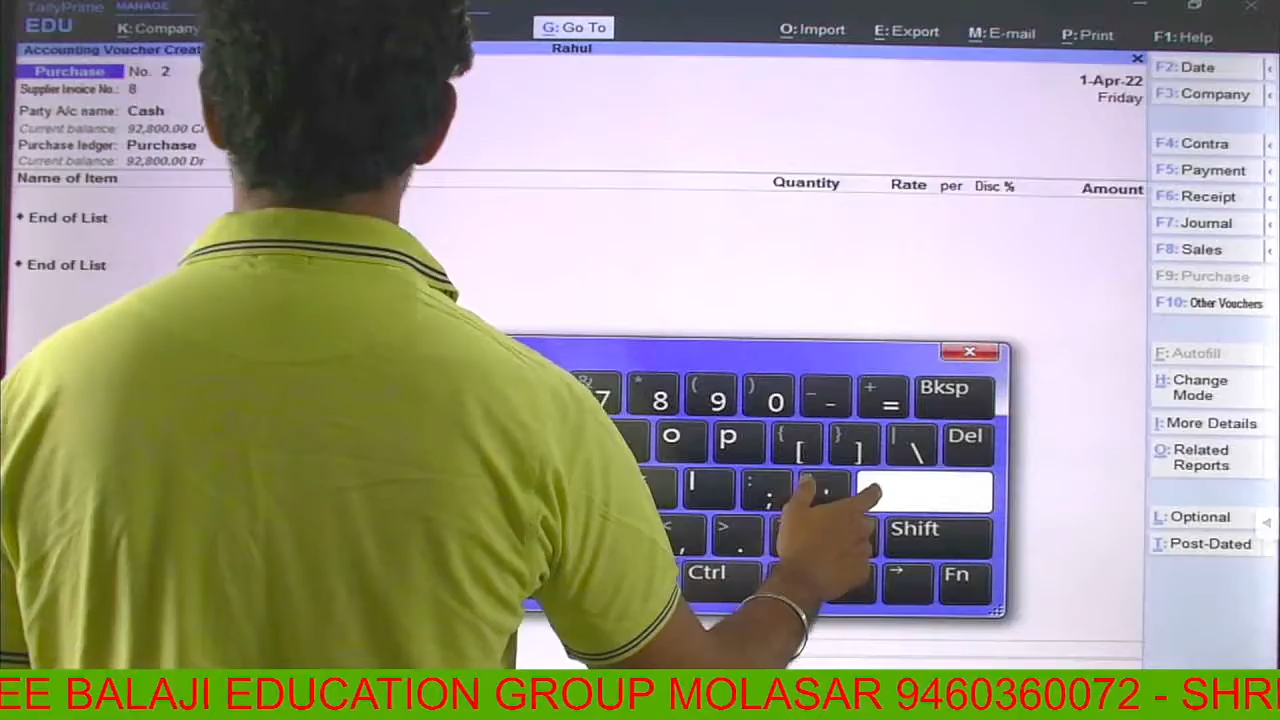 TallyPrime
EDU
MANAGE
K: Company
G: Go To
O: Import
E: Export
M: E-mail
P: Print
F1: Help
Accounting Voucher Creat
Rahul
Purchase No. 2
1-Apr-22
Friday
Supplier Invoice No.: 8
Party A/c name: Cash
Current balance: 92,800.00 Cr
Purchase ledger: Purchase
Current balance: 92,800.00 Dr
Name of Item Quantity Rate per Disc % Amount
♦ End of List
♦ End of List
F2: Date
F3: Company
F4: Contra
F5: Payment
F6: Receipt
F7: Journal
F8: Sales
F9: Purchase
F10: Other Vouchers
F: Autofill
H: Change
Mode
I: More Details
O: Related
Reports
L: Optional
T: Post-Dated
& 7 * 8 ( 9 ) 0 _ - + = Bksp
o p { [ } ] | \ Del
l : ; " '
< , > . Shift
Ctrl → Fn
EE BALAJI EDUCATION GROUP MOLASAR 9460360072 - SHRI